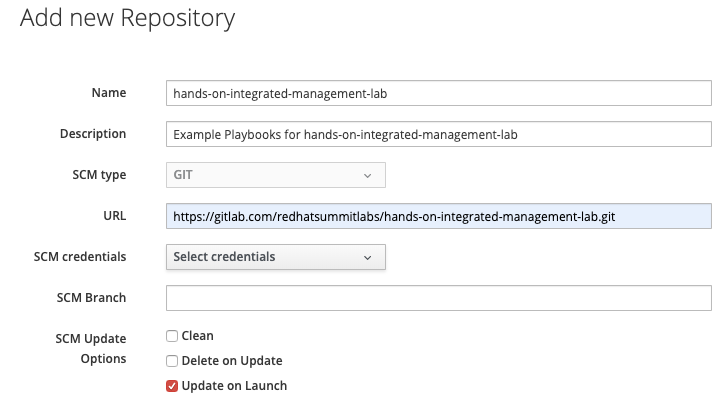 Add new Repository
Name
hands-on-integrated-management-lab
Description
Example Playbooks for hands-on-integrated-management-lab
SCM type
GIT
URL
https://gitlab.com/redhatsummitlabs/hands-on-integrated-management-lab.git
SCM credentials
Select credentials
SCM Branch
SCM Update
Options
Clean
Delete on Update
Update on Launch